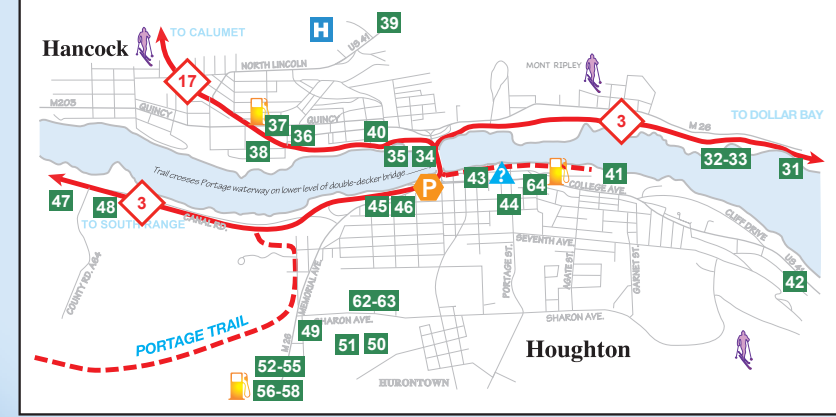 39
H
TO CALUMET
US 41
Hancock
NORTH LINCOLN
MONT RIPLEY
17
M203
QUINCY
QUINCY
TO DOLLAR BAY
37
36
40
3
M 26
38
35
34
32-33
31
Trail crosses Portage waterway on lower level of double-decker bridge
P
43
?
64
41
COLLEGE AVE.
47
48
3
45
46
44
CLIFF DRIVE
TO SOUTH RANGE
CANAL RD.
SEVENTH AVE.
US 41
COUNTY RD. A64
MEMORIAL AVE.
PORTAGE ST.
AGATE ST.
GARNET ST.
42
62-63
SHARON AVE.
SHARON AVE.
PORTAGE TRAIL
49
M 26
51
50
Houghton
52-55
56-58
HURONTOWN